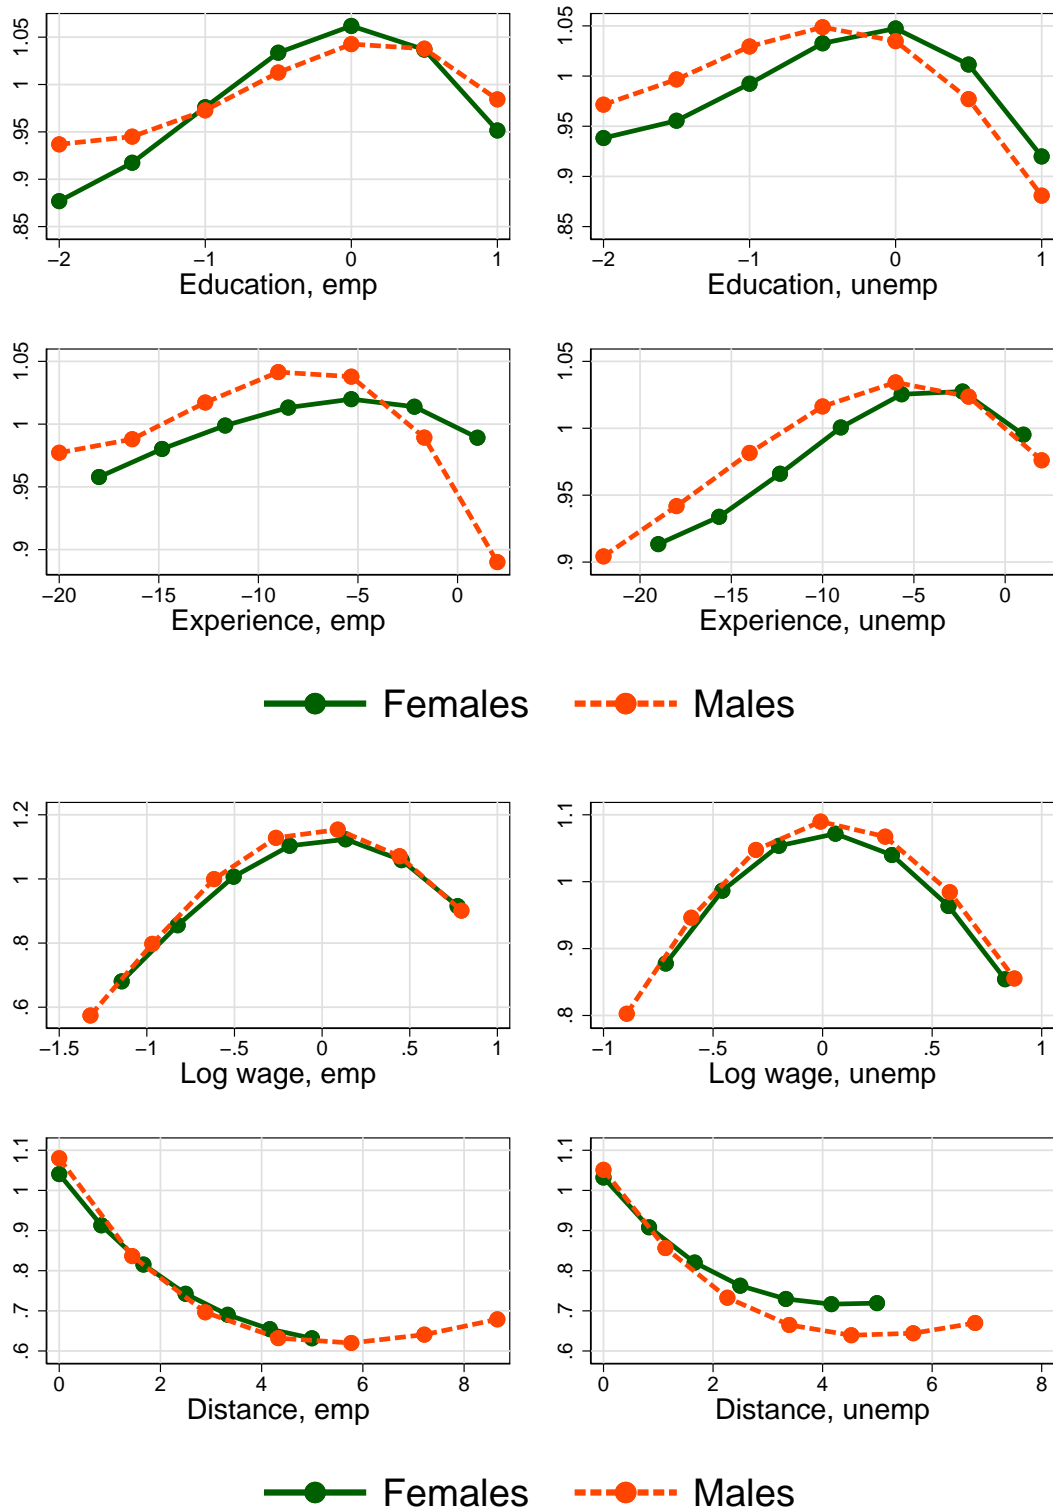 .85 .9 .95 1 1.05
−2 −1 0 1
Education, emp
.85 .9 .95 1 1.05
−2 −1 0 1
Education, unemp
.9 .95 1 1.05
−20 −15 −10 −5 0
Experience, emp
.9 .95 1 1.05
−20 −15 −10 −5 0
Experience, unemp
Females Males
.6 .8 1 1.2
−1.5 −1 −.5 0 .5 1
Log wage, emp
.8 .9 1 1.1
−1 −.5 0 .5 1
Log wage, unemp
.6 .7 .8 .9 1 1.1
0 2 4 6 8
Distance, emp
.6 .7 .8 .9 1 1.1
0 2 4 6 8
Distance, unemp
Females Males